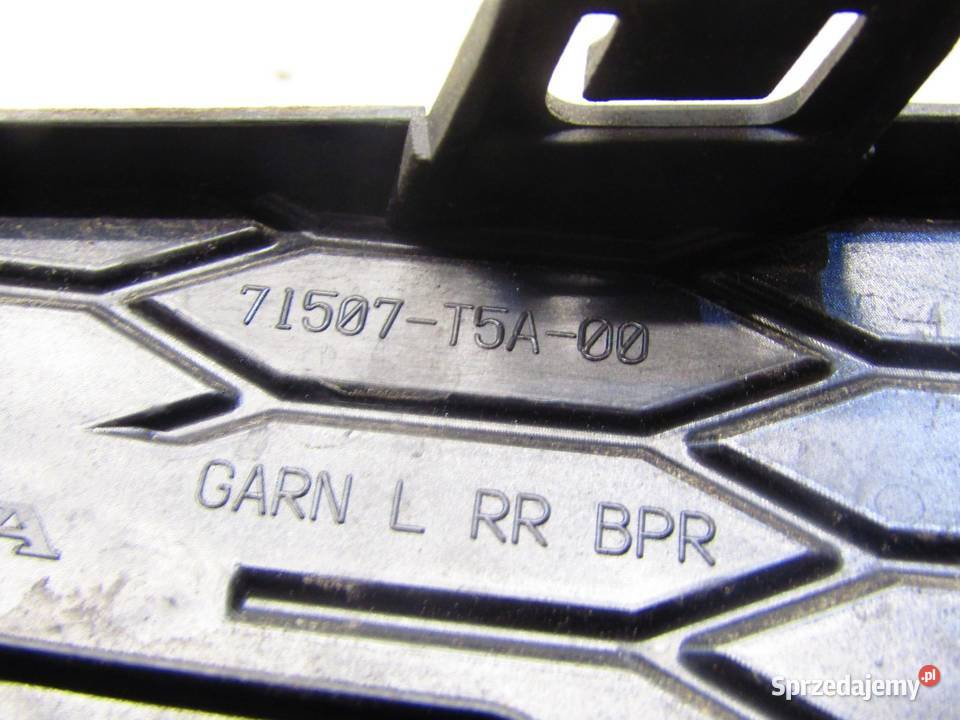 71507-T5A-00
GARN L RR BPR
Sprzedajemy.pl